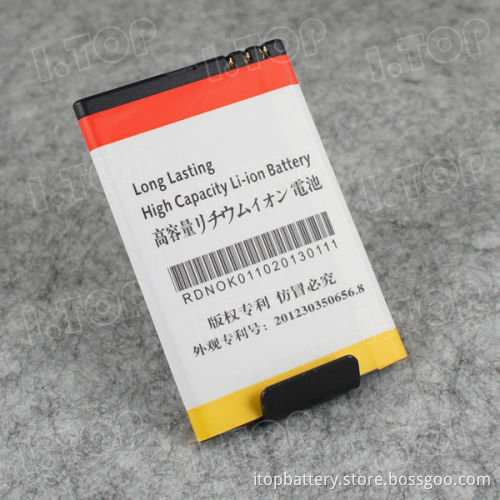 I.TOP
Long Lasting
High Capacity Li-ion Battery
高容量リチウムイオン電池
RDNOK011020130111
版权专利 仿冒必究
外观专利号：201230350656.8
itopbattery.store.bossgoo.com